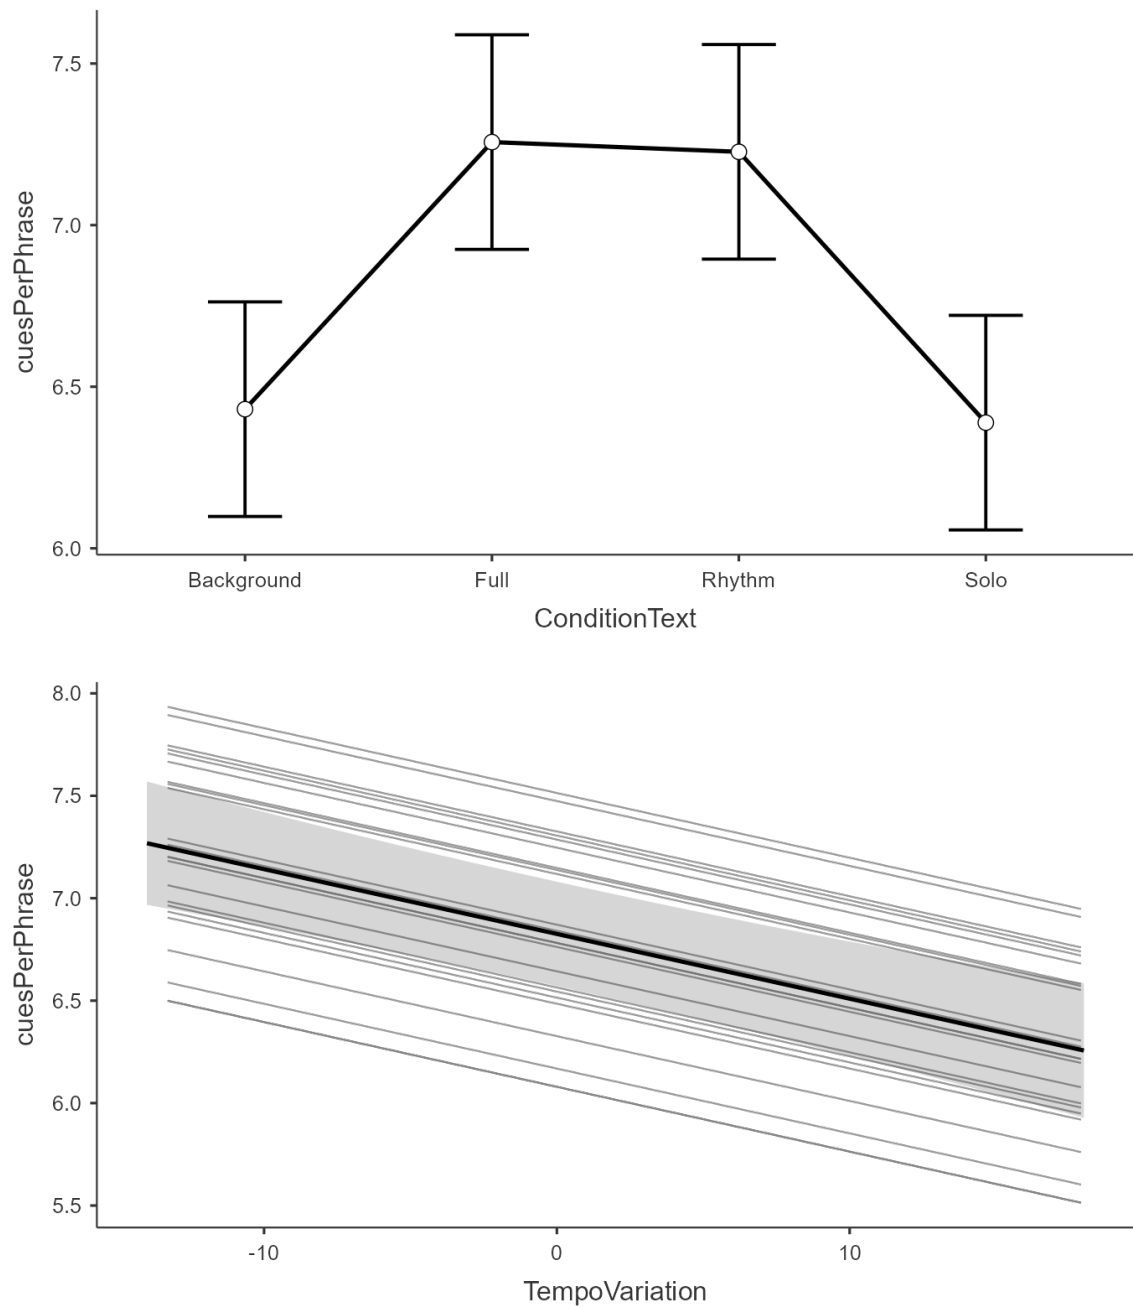 7.5
7.0
6.5
6.0
cuesPerPhrase
Background Full Rhythm Solo
ConditionText
8.0
7.5
7.0
6.5
6.0
5.5
cuesPerPhrase
-10 0 10
TempoVariation